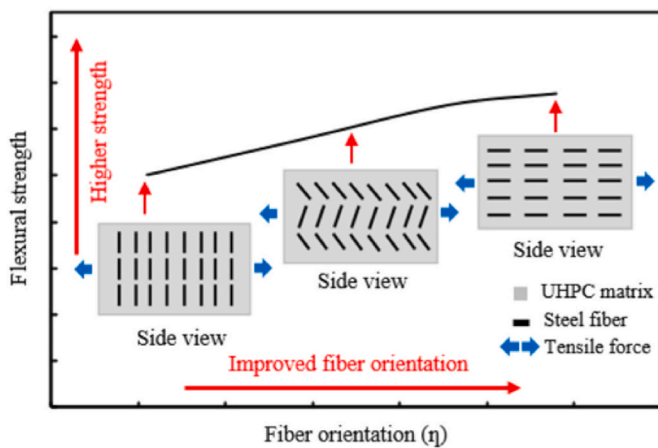 Flexural strength
Higher strength
Side view
Side view
Side view
UHPC matrix
Steel fiber
Tensile force
Improved fiber orientation
Fiber orientation (η)